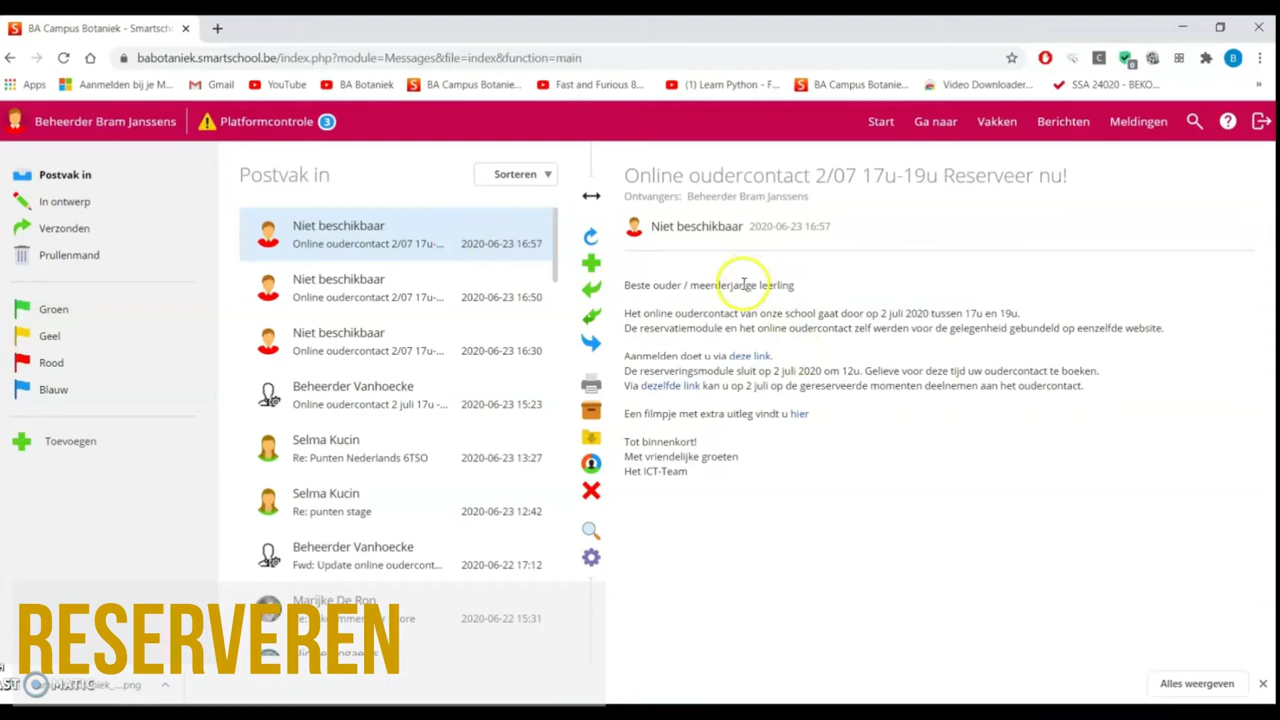 BA Campus Botaniek - Smartsch
babotaniek.smartschool.be/index.php?module=Messages&file=index&function=main
Apps Aanmelden bij je M... Gmail YouTube BA Botaniek BA Campus Botanie... Fast and Furious 8... (1) Learn Python - F... BA Campus Botanie... Video Downloader... SSA 24020 - BEKO...
Beheerder Bram Janssens Platformcontrole 3 Start Ga naar Vakken Berichten Meldingen
Postvak in
In ontwerp
Verzonden
Prullenmand
Groen
Geel
Rood
Blauw
Toevoegen
Postvak in Sorteren
Niet beschikbaar
Online oudercontact 2/07 17u-... 2020-06-23 16:57
Niet beschikbaar
Online oudercontact 2/07 17u-... 2020-06-23 16:50
Niet beschikbaar
Online oudercontact 2/07 17u-... 2020-06-23 16:30
Beheerder Vanhoecke
Online oudercontact 2 juli 17u -... 2020-06-23 15:23
Selma Kucin
Re: Punten Nederlands 6TSO 2020-06-23 13:27
Selma Kucin
Re: punten stage 2020-06-23 12:42
Beheerder Vanhoecke
Fwd: Update online oudercont... 2020-06-22 17:12
Marijke De Ron
2020-06-22 15:31
Online oudercontact 2/07 17u-19u Reserveer nu!
Ontvangers: Beheerder Bram Janssens
Niet beschikbaar 2020-06-23 16:57
Beste ouder / meerderjarige leerling
Het online oudercontact van onze school gaat door op 2 juli 2020 tussen 17u en 19u.
De reservatiemodule en het online oudercontact zelf werden voor de gelegenheid gebundeld op eenzelfde website.
Aanmelden doet u via deze link.
De reserveringsmodule sluit op 2 juli 2020 om 12u. Gelieve voor deze tijd uw oudercontact te boeken.
Via dezelfde link kan u op 2 juli op de gereserveerde momenten deelnemen aan het oudercontact.
Een filmpje met extra uitleg vindt u hier
Tot binnenkort!
Met vriendelijke groeten
Het ICT-Team
RESERVEREN
Alles weergeven